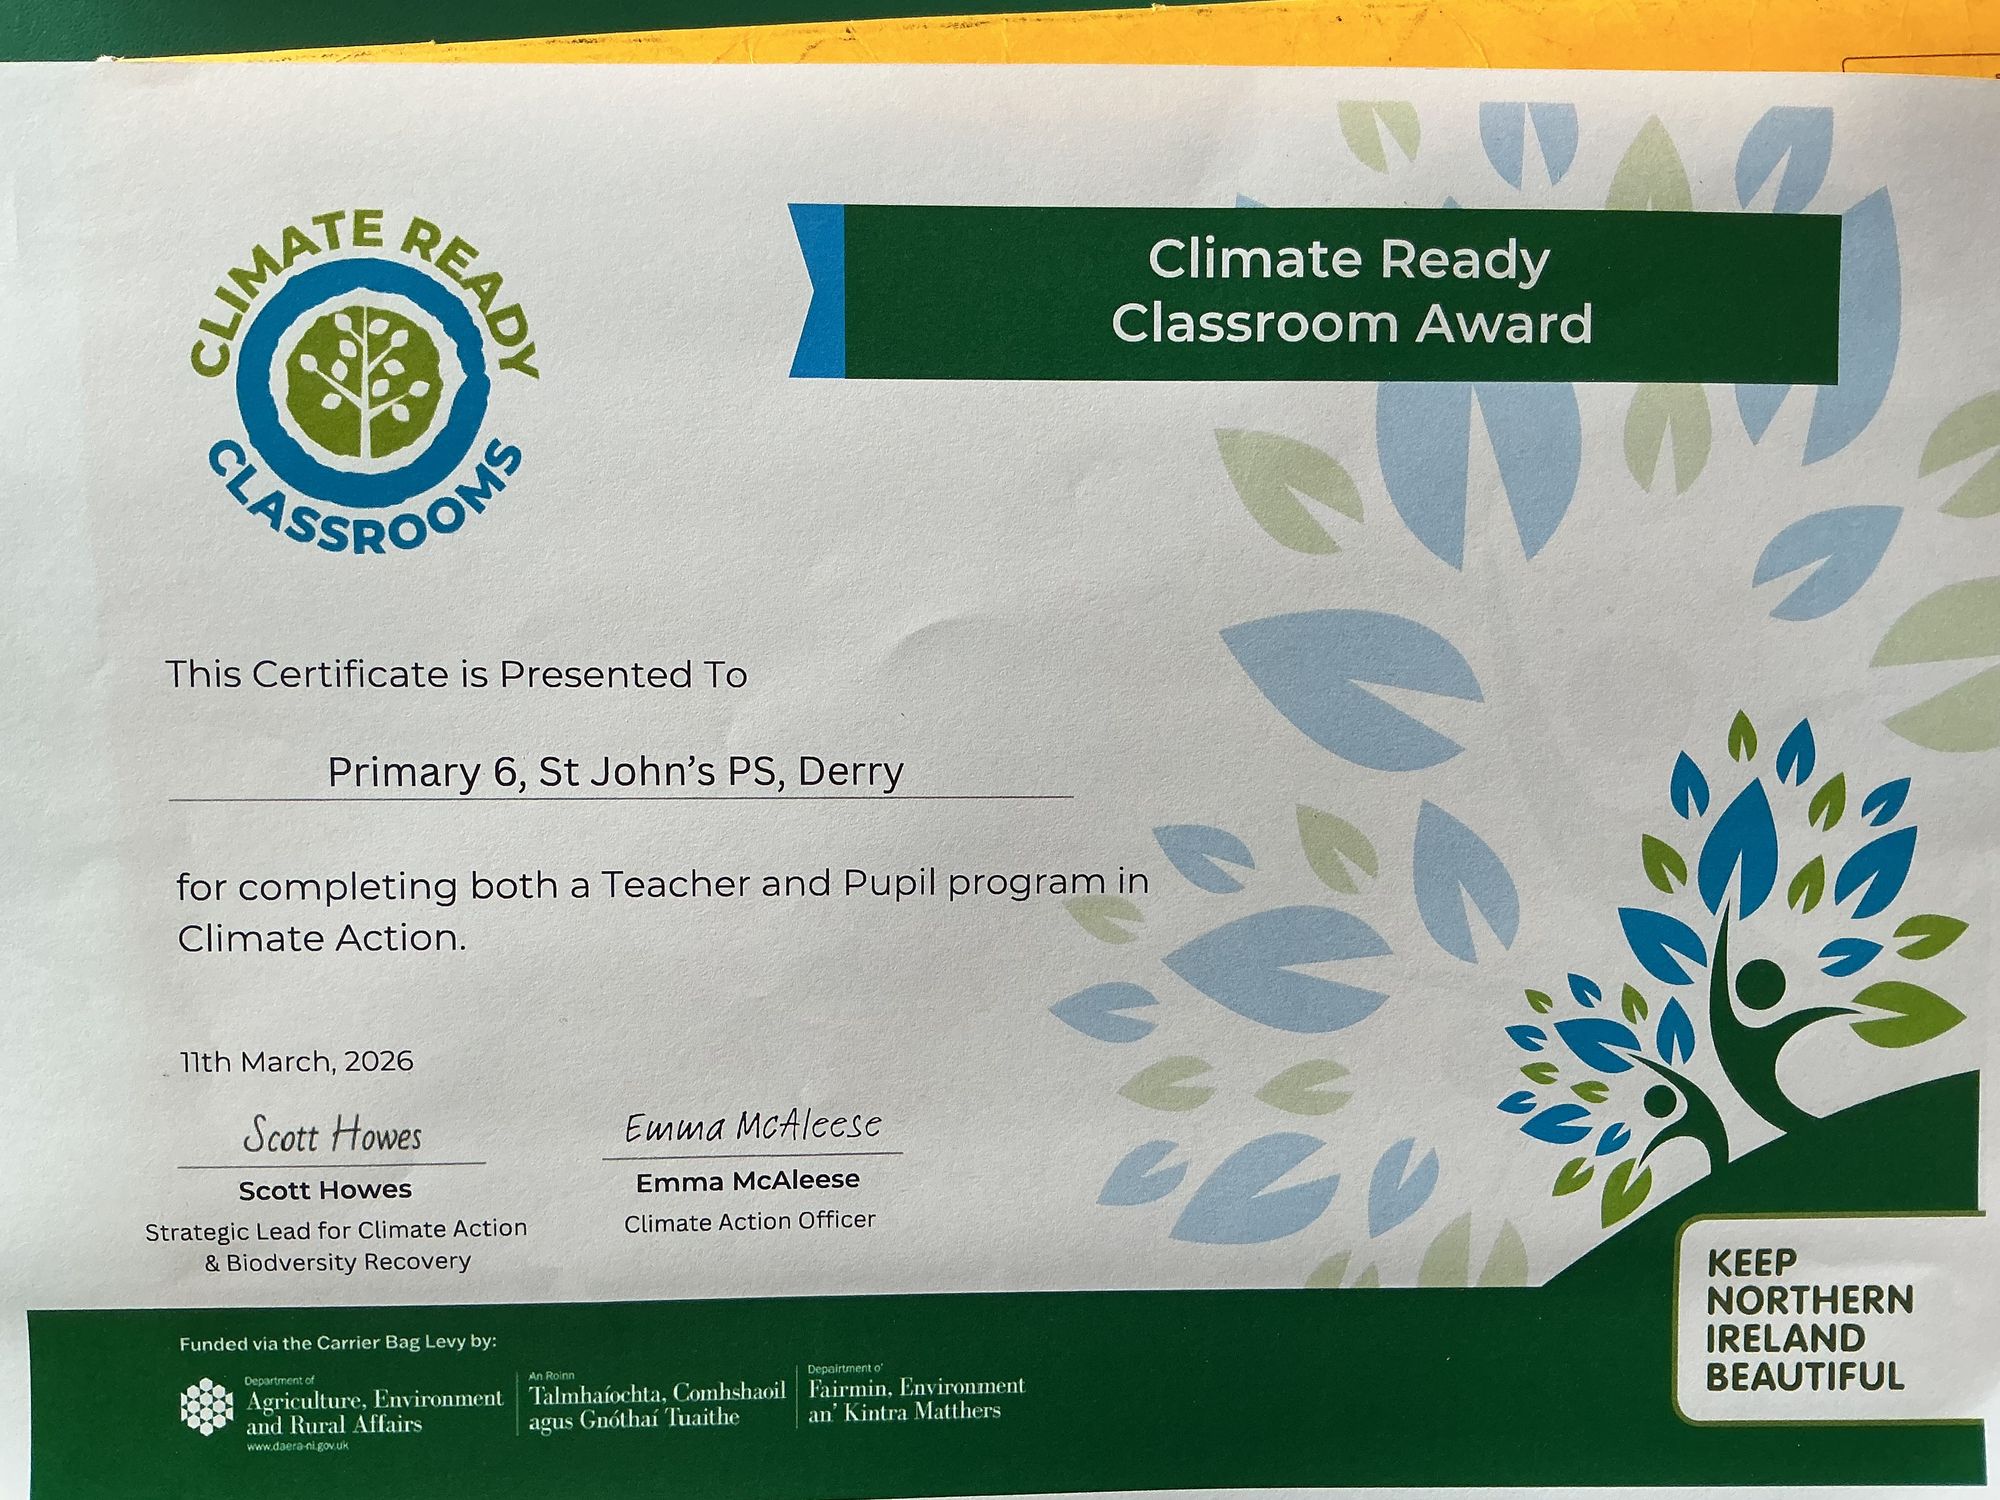 CLIMATE READY
CLASSROOMS
Climate Ready
Classroom Award
This Certificate is Presented To
Primary 6, St John’s PS, Derry
for completing both a Teacher and Pupil program in
Climate Action.
11th March, 2026
Scott Howes
Scott Howes
Strategic Lead for Climate Action
& Biodversity Recovery
Emma McAleese
Emma McAleese
Climate Action Officer
KEEP
NORTHERN
IRELAND
BEAUTIFUL
Funded via the Carrier Bag Levy by:
Department of
Agriculture, Environment
and Rural Affairs
www.daera-ni.gov.uk
An Roinn
Talmhaíochta, Comhshaoil
agus Gnóthaí Tuaithe
Depairtment o'
Fairmin, Environment
an' Kintra Matthers